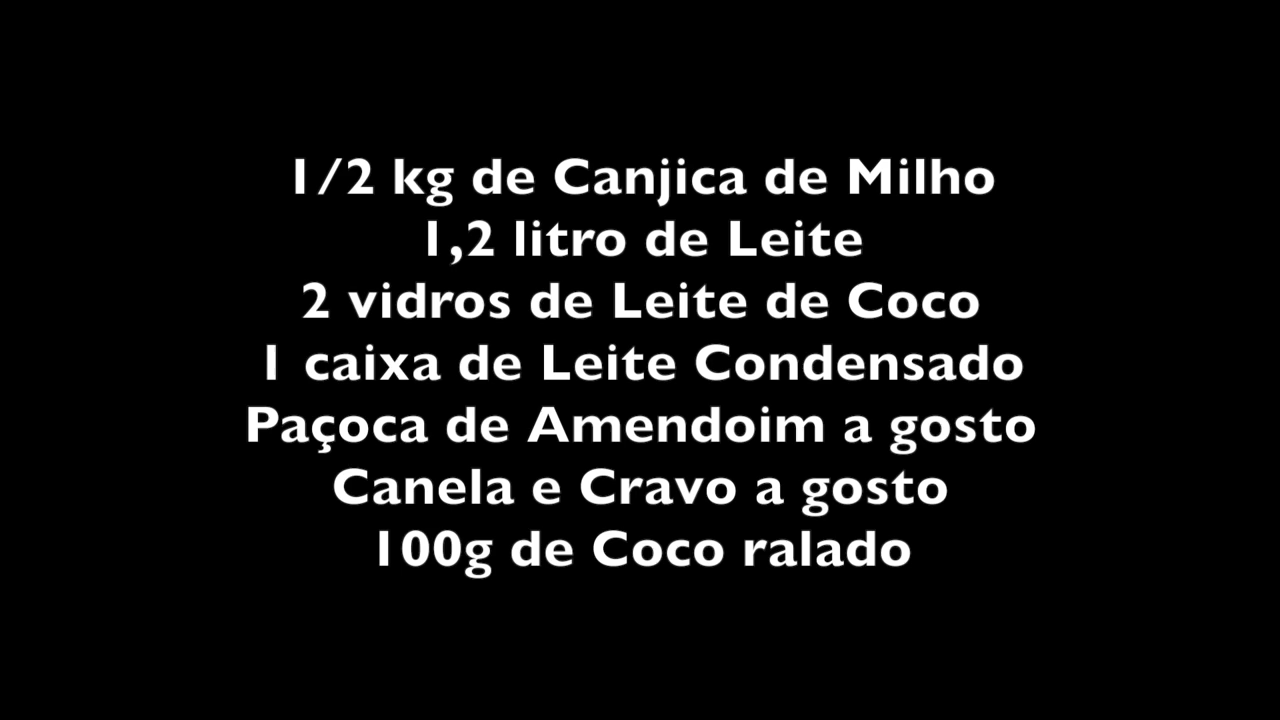 1/2 kg de Canjica de Milho
1,2 litro de Leite
2 vidros de Leite de Coco
1 caixa de Leite Condensado
Paçoca de Amendoim a gosto
Canela e Cravo a gosto
100g de Coco ralado